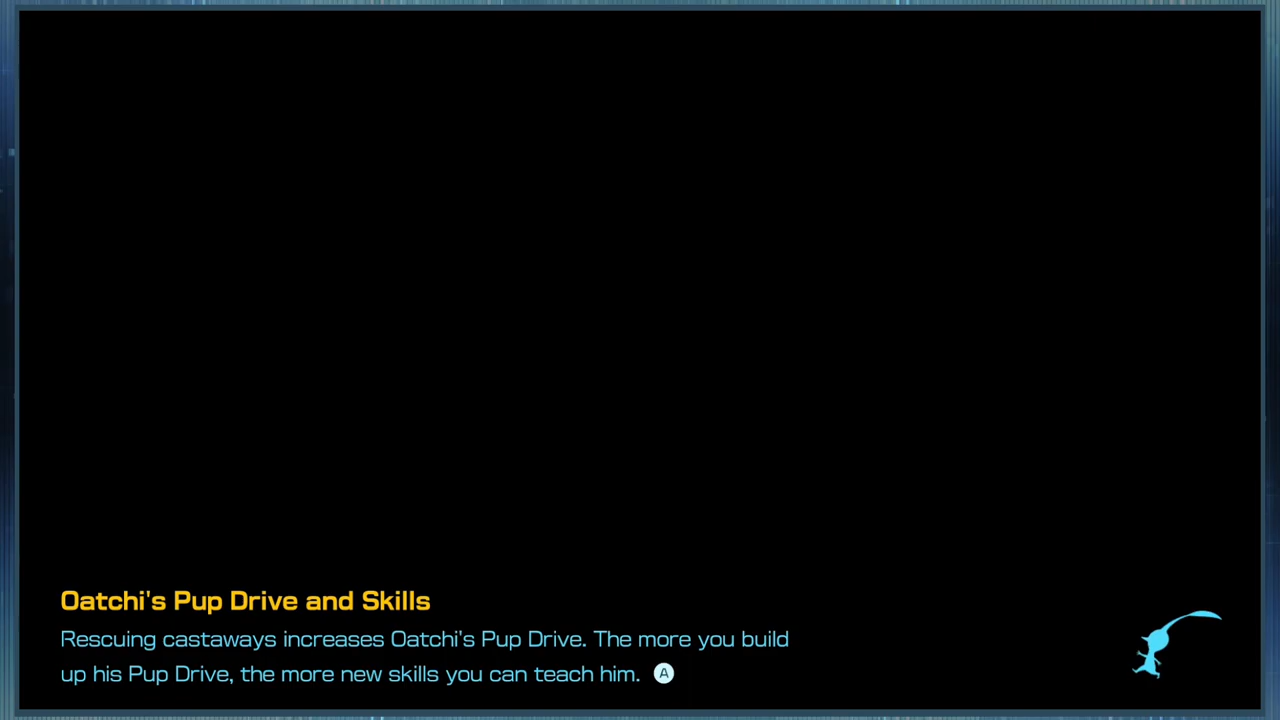 Oatchi's Pup Drive and Skills
Rescuing castaways increases Oatchi's Pup Drive. The more you build
up his Pup Drive, the more new skills you can teach him. A